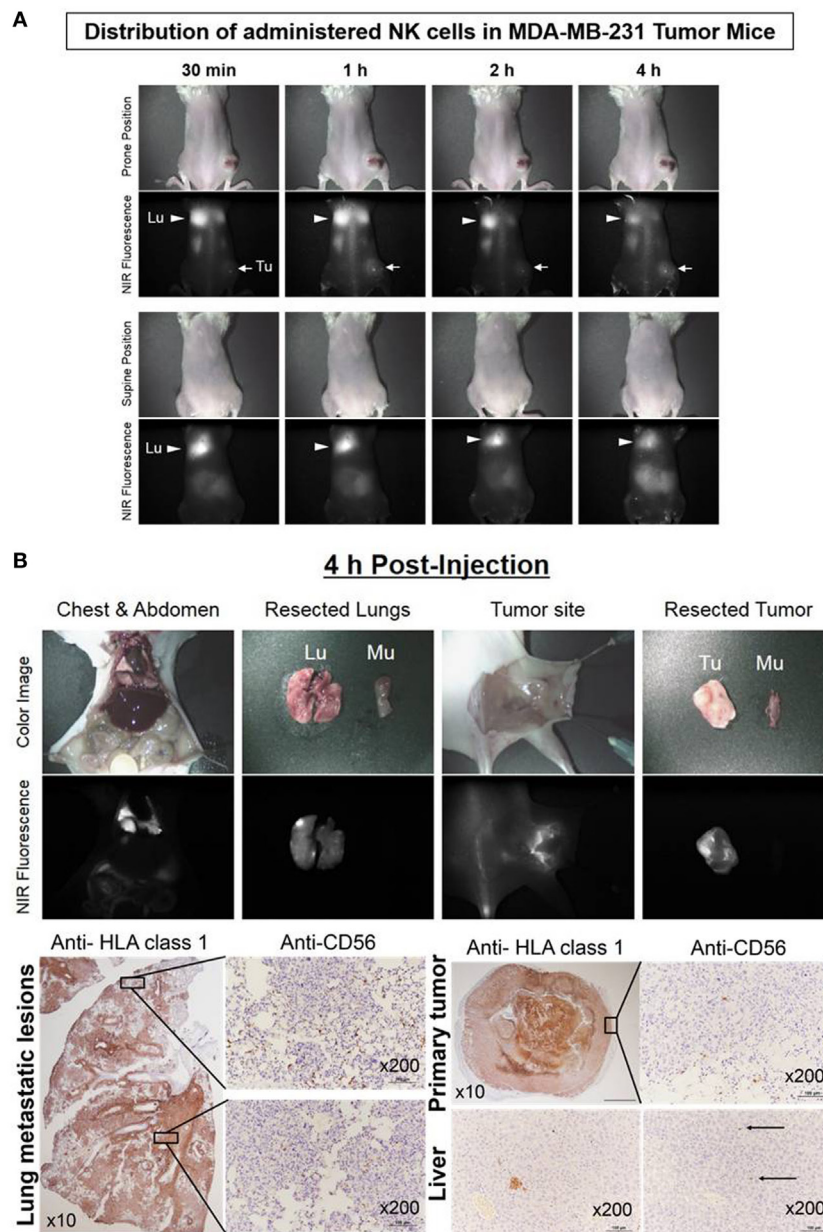 A
Distribution of administered NK cells in MDA-MB-231 Tumor Mice
30 min 1 h 2 h 4 h
Prone Position
NIR Fluorescence
Lu
Tu
Supine Position
NIR Fluorescence
Lu
B
4 h Post-Injection
Chest & Abdomen Resected Lungs Tumor site Resected Tumor
Color Image
Lu Mu Tu Mu
NIR Fluorescence
Anti- HLA class 1 Anti-CD56 Anti- HLA class 1 Anti-CD56
Lung metastatic lesions
x200
x200
x10
Primary tumor
x10 x200
Liver
x200 x200